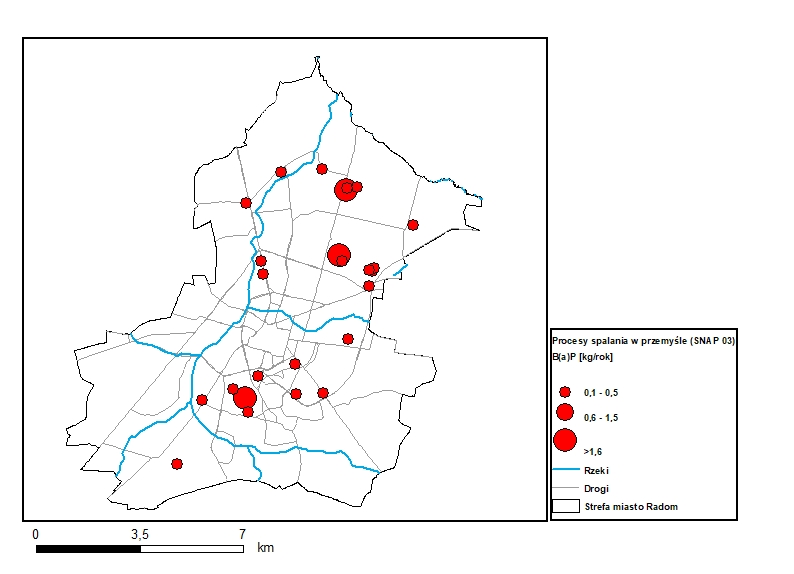 Procesy spalania w przemyśle (SNAP 03)
B(a)P [kg/rok]
0,1 - 0,5
0,6 - 1,5
>1,6
Rzeki
Drogi
Strefa miasto Radom
0 3,5 7
km